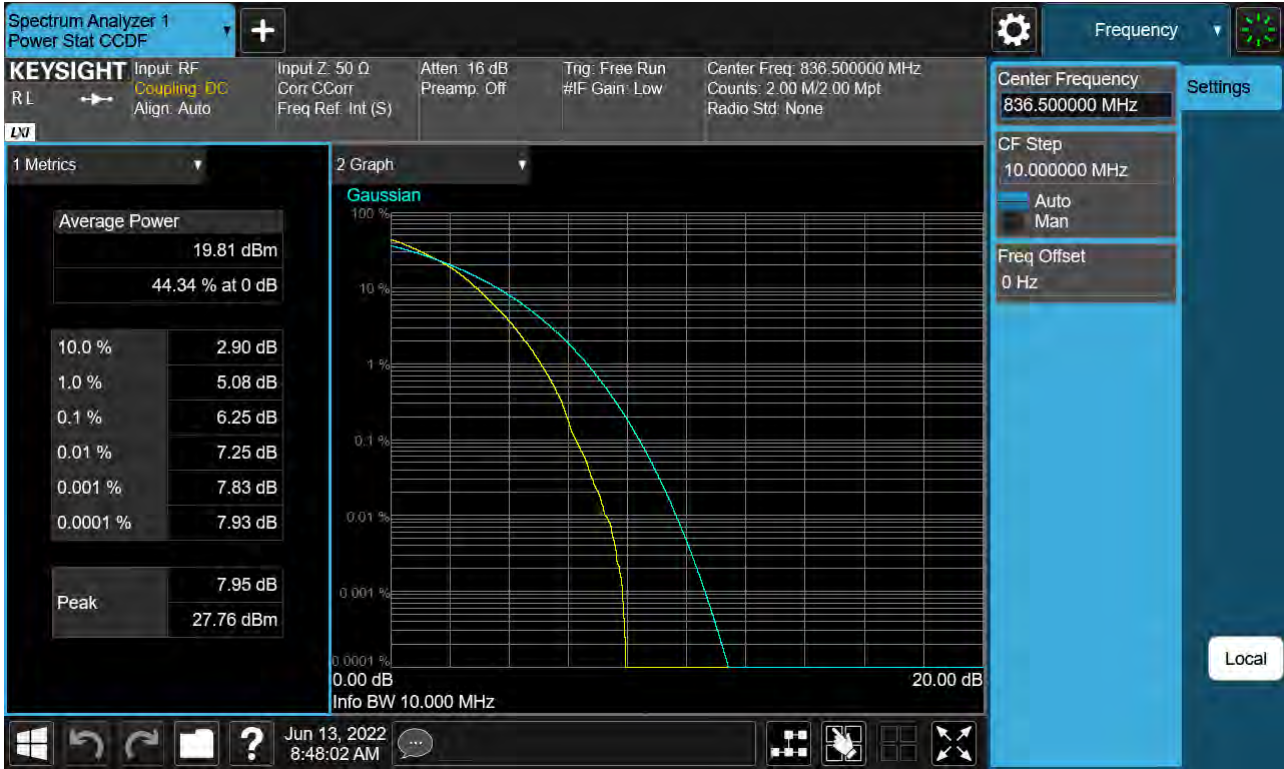 Spectrum Analyzer 1
Power Stat CCDF
+
Frequency
KEYSIGHT
RL
LXI
Input: RF
Coupling: DC
Align: Auto
Input Z: 50 Ω
Corr CCorr
Freq Ref: Int (S)
Atten: 16 dB
Preamp: Off
Trig: Free Run
#IF Gain: Low
Center Freq: 836.500000 MHz
Counts: 2.00 M/2.00 Mpt
Radio Std: None
Center Frequency
836.500000 MHz
Settings
CF Step
10.000000 MHz
Auto
Man
Freq Offset
0 Hz
Local
1 Metrics
Average Power
19.81 dBm
44.34 % at 0 dB
10.0 % 2.90 dB
1.0 % 5.08 dB
0.1 % 6.25 dB
0.01 % 7.25 dB
0.001 % 7.83 dB
0.0001 % 7.93 dB
Peak
7.95 dB
27.76 dBm
2 Graph
Gaussian
100 %
10 %
1 %
0.1 %
0.01 %
0.001 %
0.0001 %
0.00 dB 20.00 dB
Info BW 10.000 MHz
?
Jun 13, 2022
8:48:02 AM